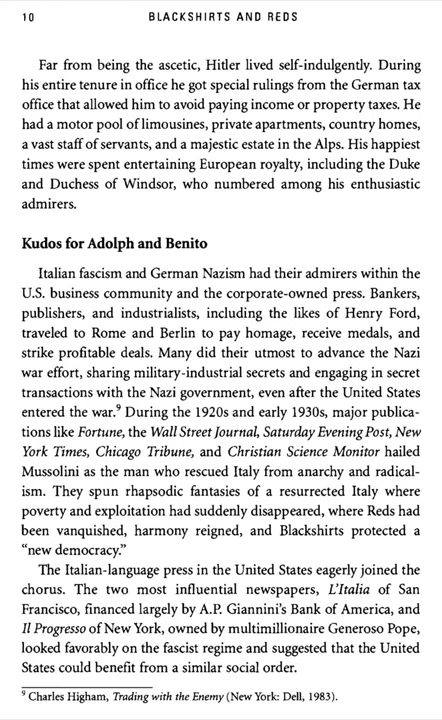 10 BLACKSHIRTS AND REDS
Far from being the ascetic, Hitler lived self-indulgently. During
his entire tenure in office he got special rulings from the German tax
office that allowed him to avoid paying income or property taxes. He
had a motor pool of limousines, private apartments, country homes,
a vast staff of servants, and a majestic estate in the Alps. His happiest
times were spent entertaining European royalty, including the Duke
and Duchess of Windsor, who numbered among his enthusiastic
admirers.
Kudos for Adolph and Benito
Italian fascism and German Nazism had their admirers within the
U.S. business community and the corporate-owned press. Bankers,
publishers, and industrialists, including the likes of Henry Ford,
traveled to Rome and Berlin to pay homage, receive medals, and
strike profitable deals. Many did their utmost to advance the Nazi
war effort, sharing military-industrial secrets and engaging in secret
transactions with the Nazi government, even after the United States
entered the war.⁹ During the 1920s and early 1930s, major publica-
tions like Fortune, the Wall Street Journal, Saturday Evening Post, New
York Times, Chicago Tribune, and Christian Science Monitor hailed
Mussolini as the man who rescued Italy from anarchy and radical-
ism. They spun rhapsodic fantasies of a resurrected Italy where
poverty and exploitation had suddenly disappeared, where Reds had
been vanquished, harmony reigned, and Blackshirts protected a
“new democracy.”
The Italian-language press in the United States eagerly joined the
chorus. The two most influential newspapers, L’Italia of San
Francisco, financed largely by A.P. Giannini’s Bank of America, and
Il Progresso of New York, owned by multimillionaire Generoso Pope,
looked favorably on the fascist regime and suggested that the United
States could benefit from a similar social order.
⁹ Charles Higham, Trading with the Enemy (New York: Dell, 1983).